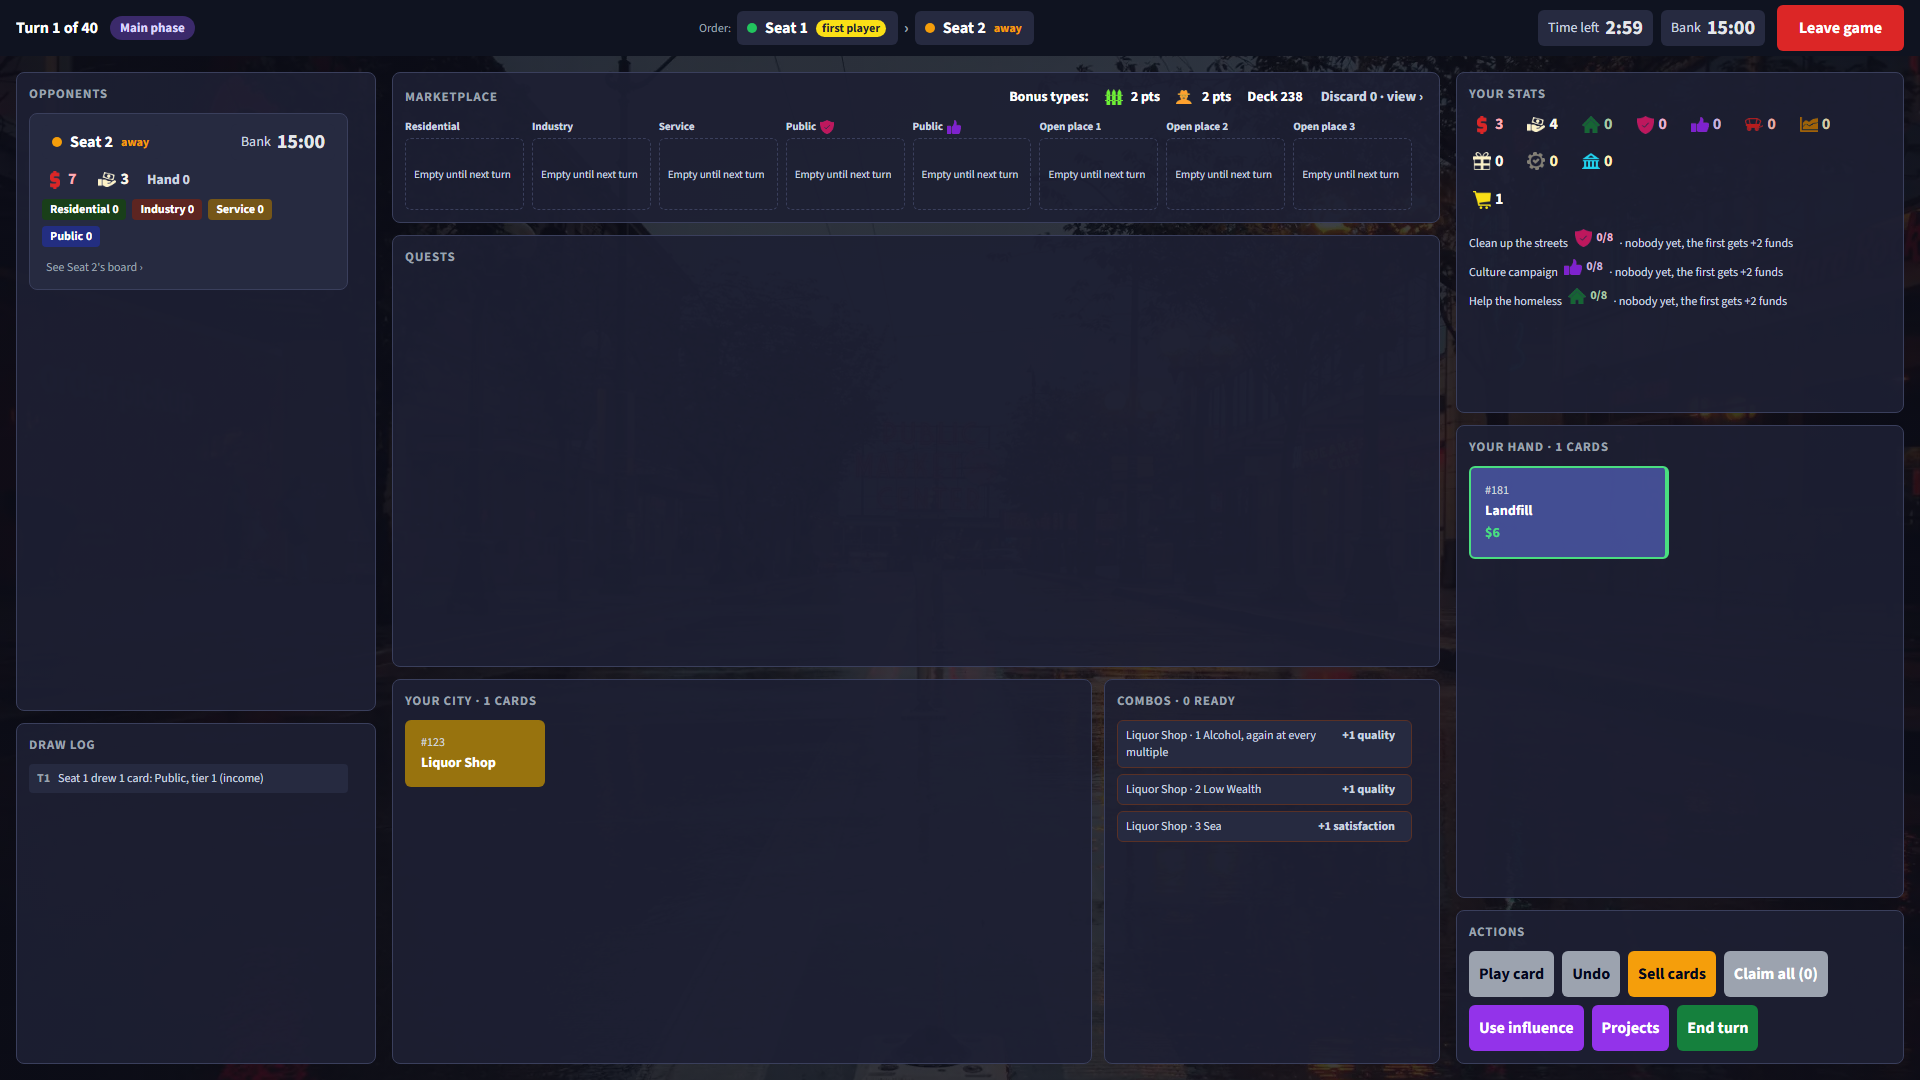 Turn 1 of 40
Main phase
Order:
Seat 1
first player
›
Seat 2
away
Time left 2:59
Bank 15:00
Leave game
OPPONENTS
Seat 2 away
Bank 15:00
7
3
Hand 0
Residential 0
Industry 0
Service 0
Public 0
See Seat 2's board ›
DRAW LOG
T1 Seat 1 drew 1 card: Public, tier 1 (income)
MARKETPLACE
Bonus types:
2 pts
2 pts
Deck 238
Discard 0 · view ›
Residential
Industry
Service
Public
Public
Open place 1
Open place 2
Open place 3
Empty until next turn
Empty until next turn
Empty until next turn
Empty until next turn
Empty until next turn
Empty until next turn
Empty until next turn
Empty until next turn
QUESTS
YOUR CITY · 1 CARDS
#123
Liquor Shop
COMBOS · 0 READY
Liquor Shop · 1 Alcohol, again at every
multiple
+1 quality
Liquor Shop · 2 Low Wealth
+1 quality
Liquor Shop · 3 Sea
+1 satisfaction
YOUR STATS
3
4
0
0
0
0
0
0
0
0
1
Clean up the streets 0/8 · nobody yet, the first gets +2 funds
Culture campaign 0/8 · nobody yet, the first gets +2 funds
Help the homeless 0/8 · nobody yet, the first gets +2 funds
YOUR HAND · 1 CARDS
#181
Landfill
$6
ACTIONS
Play card
Undo
Sell cards
Claim all (0)
Use influence
Projects
End turn